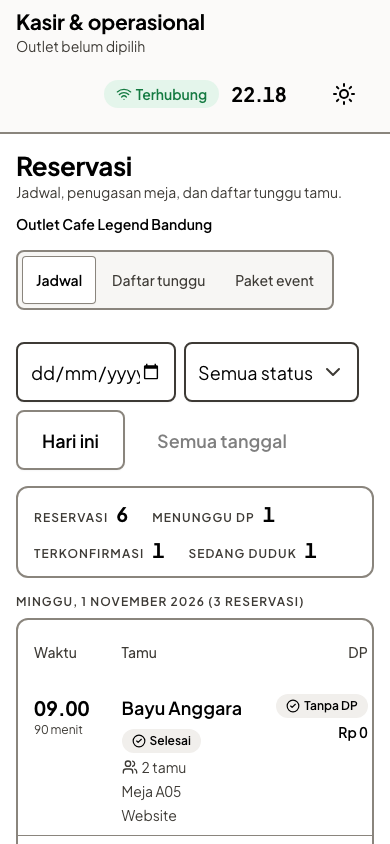 Kasir & operasional
Outlet belum dipilih
Terhubung 22.18
Reservasi
Jadwal, penugasan meja, dan daftar tunggu tamu.
Outlet Cafe Legend Bandung
Jadwal Daftar tunggu Paket event
dd/mm/yyyy Semua status
Hari ini Semua tanggal
RESERVASI 6 MENUNGGU DP 1
TERKONFIRMASI 1 SEDANG DUDUK 1
MINGGU, 1 NOVEMBER 2026 (3 RESERVASI)
Waktu Tamu DP
09.00 Bayu Anggara Tanpa DP
90 menit Selesai Rp 0
2 tamu
Meja A05
Website